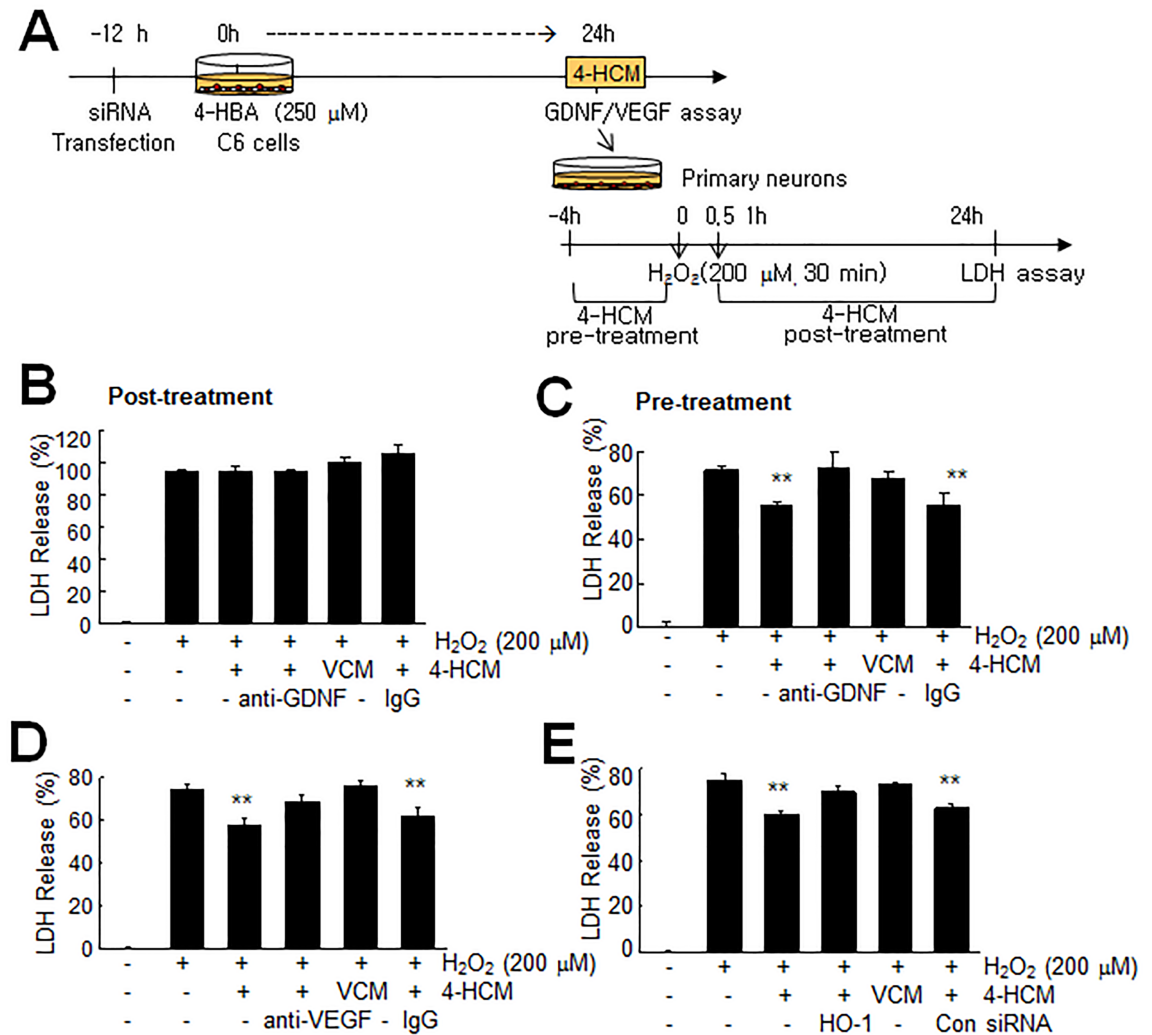 A
-12 h 0h 24h
4-HCM
siRNA 4-HBA (250 μM) GDNF/VEGF assay
Transfection C6 cells
Primary neurons
-4h 0 0.5 1h 24h
H2O2(200 μM, 30 min) LDH assay
4-HCM 4-HCM
pre-treatment post-treatment
B Post-treatment
LDH Release (%)
120
100
80
60
40
20
0
- + + + + + H2O2 (200 μM)
- - + + VCM + 4-HCM
- - - anti-GDNF - IgG
C Pre-treatment
LDH Release (%)
80
60
40
20
0
** **
- + + + + + H2O2 (200 μM)
- - + + VCM + 4-HCM
- - - anti-GDNF - IgG
D
LDH Release (%)
80
60
40
20
0
** **
- + + + + + H2O2 (200 μM)
- - + + VCM + 4-HCM
- - - anti-VEGF - IgG
E
LDH Release (%)
80
60
40
20
0
** **
- + + + + + H2O2 (200 μM)
- - + + VCM + 4-HCM
- - - HO-1 - Con siRNA